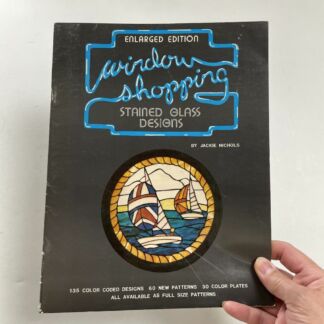 ENLARGED EDITION
window
shopping
STAINED GLASS
DESIGNS
BY JACKIE NICHOLS
135 COLOR CODED DESIGNS 60 NEW PATTERNS 30 COLOR PLATES
ALL AVAILABLE AS FULL SIZE PATTERNS